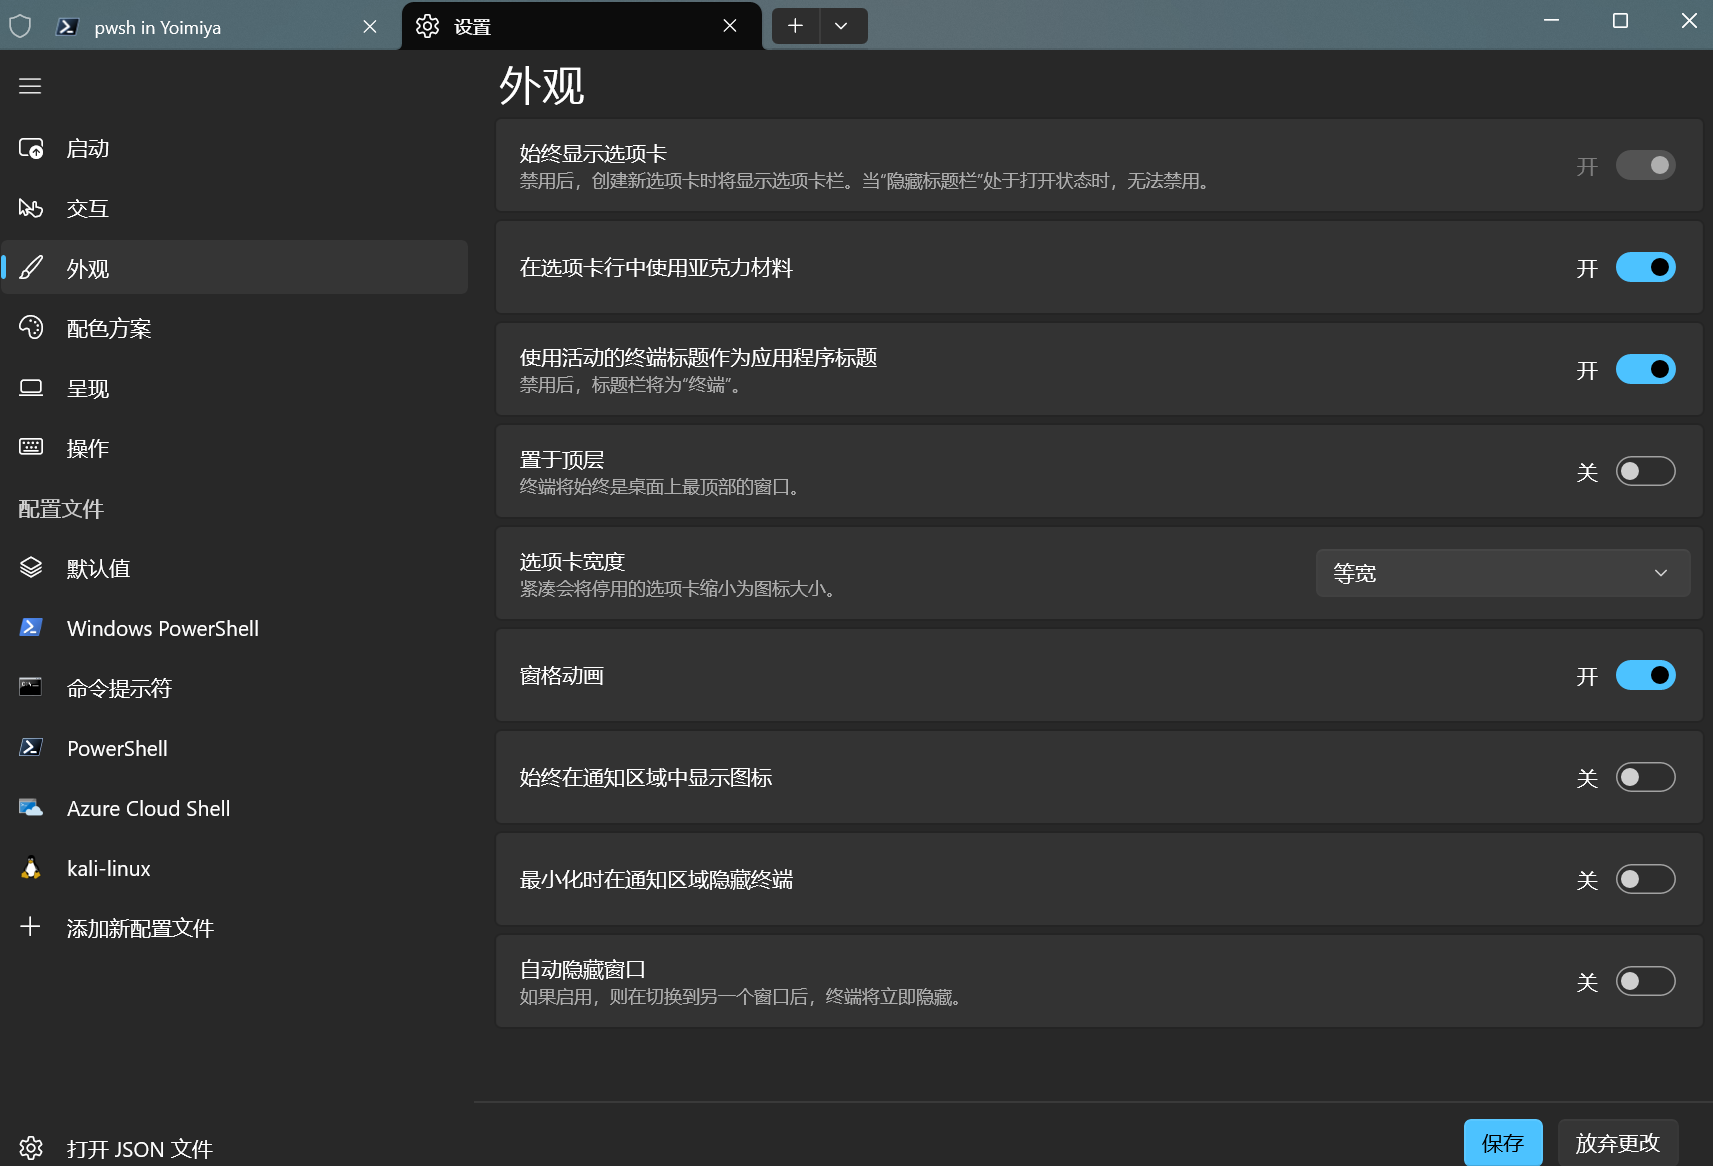 pwsh in Yoimiya
设置
启动
交互
外观
配色方案
呈现
操作
配置文件
默认值
Windows PowerShell
命令提示符
PowerShell
Azure Cloud Shell
kali-linux
添加新配置文件
打开 JSON 文件
外观
始终显示选项卡
禁用后，创建新选项卡时将显示选项卡栏。当“隐藏标题栏”处于打开状态时，无法禁用。
开
在选项卡行中使用亚克力材料
开
使用活动的终端标题作为应用程序标题
禁用后，标题栏将为“终端”。
开
置于顶层
终端将始终是桌面上最顶部的窗口。
关
选项卡宽度
紧凑会将停用的选项卡缩小为图标大小。
等宽
窗格动画
开
始终在通知区域中显示图标
关
最小化时在通知区域隐藏终端
关
自动隐藏窗口
如果启用，则在切换到另一个窗口后，终端将立即隐藏。
关
保存
放弃更改